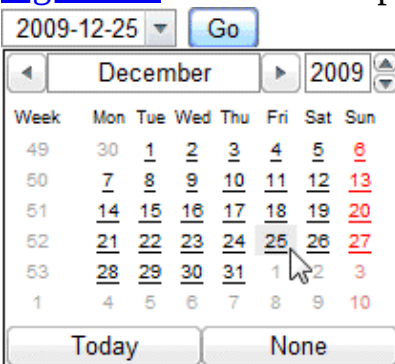 2009-12-25 Go
December 2009
Week Mon Tue Wed Thu Fri Sat Sun
49 30 1 2 3 4 5 6
50 7 8 9 10 11 12 13
51 14 15 16 17 18 19 20
52 21 22 23 24 25 26 27
53 28 29 30 31 1 2 3
1 4 5 6 7 8 9 10
Today None